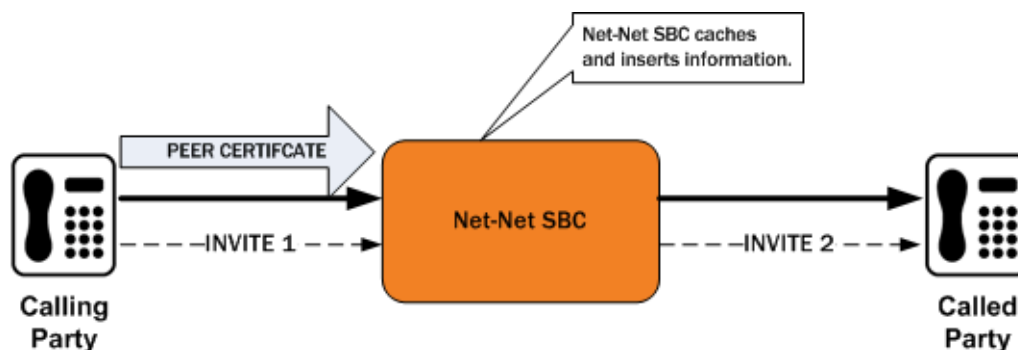 Net-Net SBC caches
and inserts information.
PEER CERTIFCATE
Net-Net SBC
INVITE 1
INVITE 2
Calling
Party
Called
Party